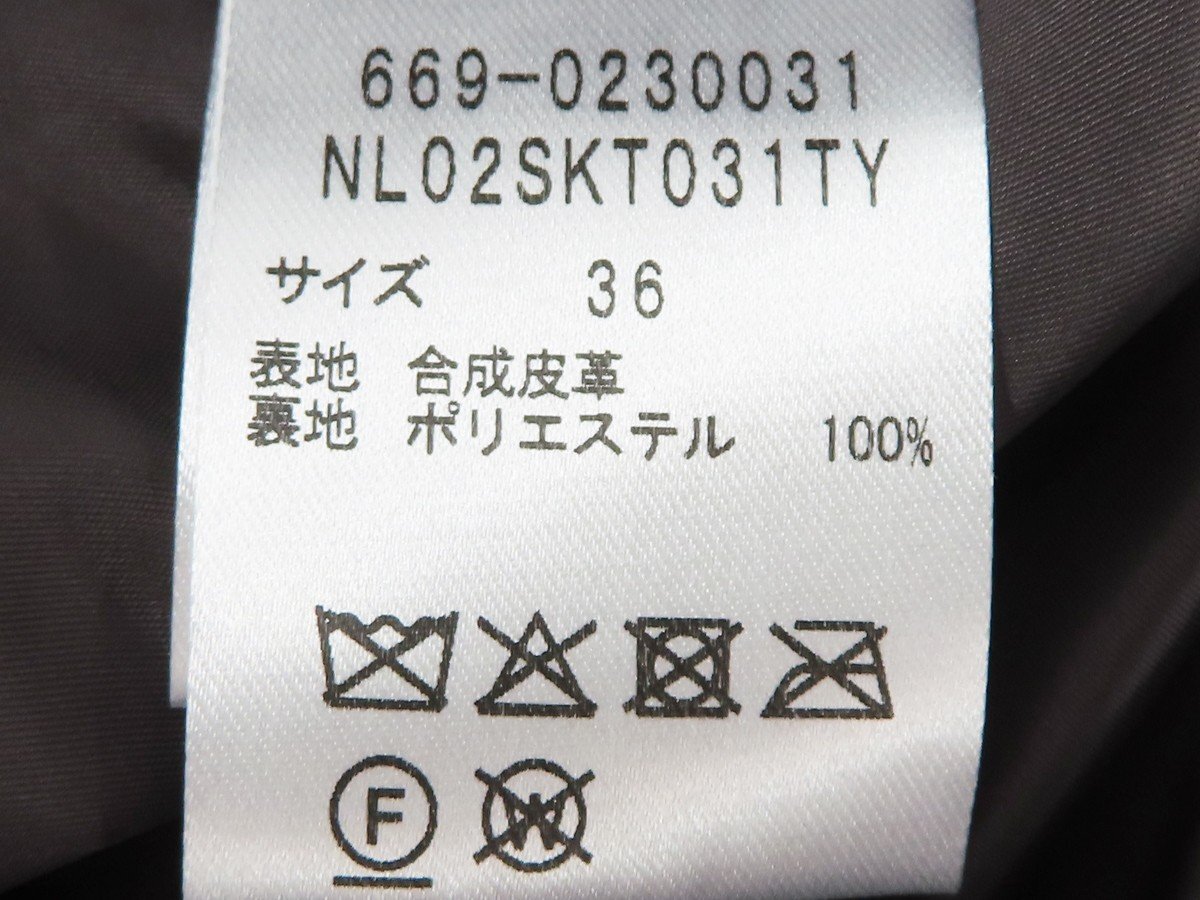 669-0230031
NL02SKT031TY
サイズ 36
表地 合成皮革
裏地 ポリエステル 100%
F W